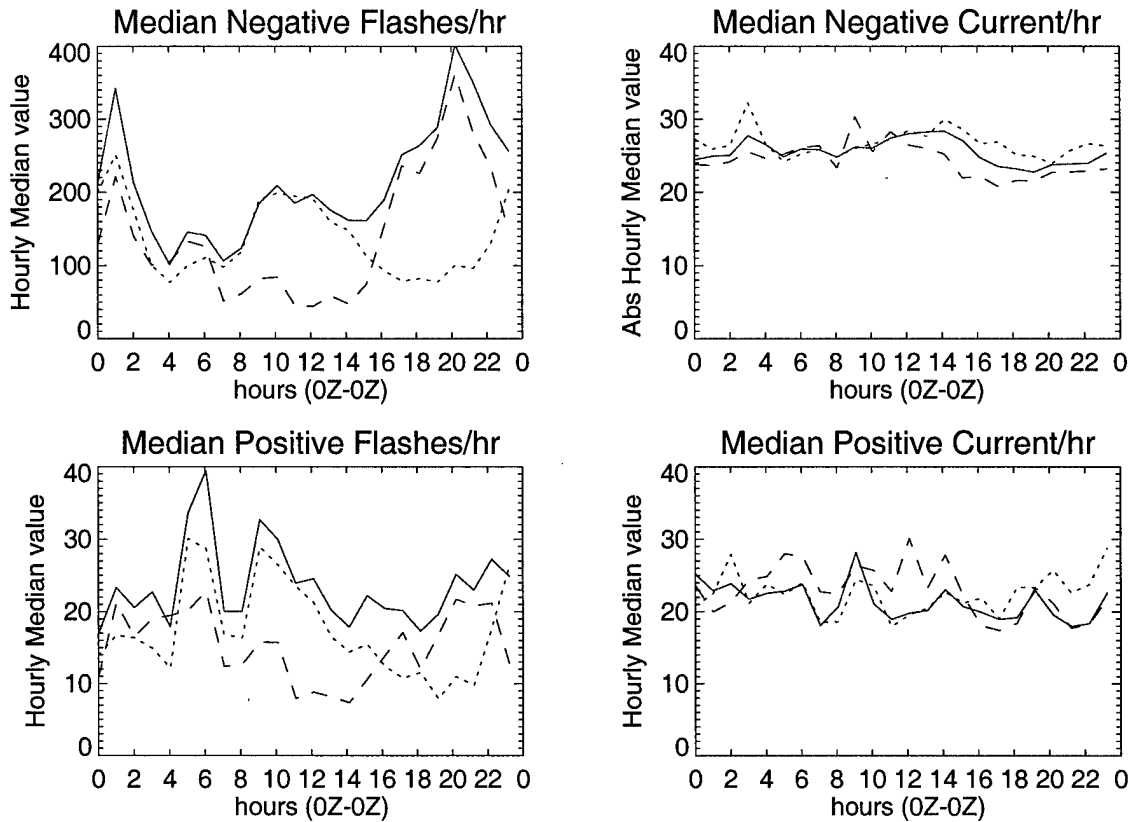 Median Negative Flashes/hr
Hourly Median value
400
300
200
100
0
0 2 4 6 8 10 12 14 16 18 20 22 0
hours (0Z-0Z)
Median Negative Current/hr
Abs Hourly Median Value
40
30
20
10
0
0 2 4 6 8 10 12 14 16 18 20 22 0
hours (0Z-0Z)
Median Positive Flashes/hr
Hourly Median value
40
30
20
10
0
0 2 4 6 8 10 12 14 16 18 20 22 0
hours (0Z-0Z)
Median Positive Current/hr
Hourly Median Value
40
30
20
10
0
0 2 4 6 8 10 12 14 16 18 20 22 0
hours (0Z-0Z)